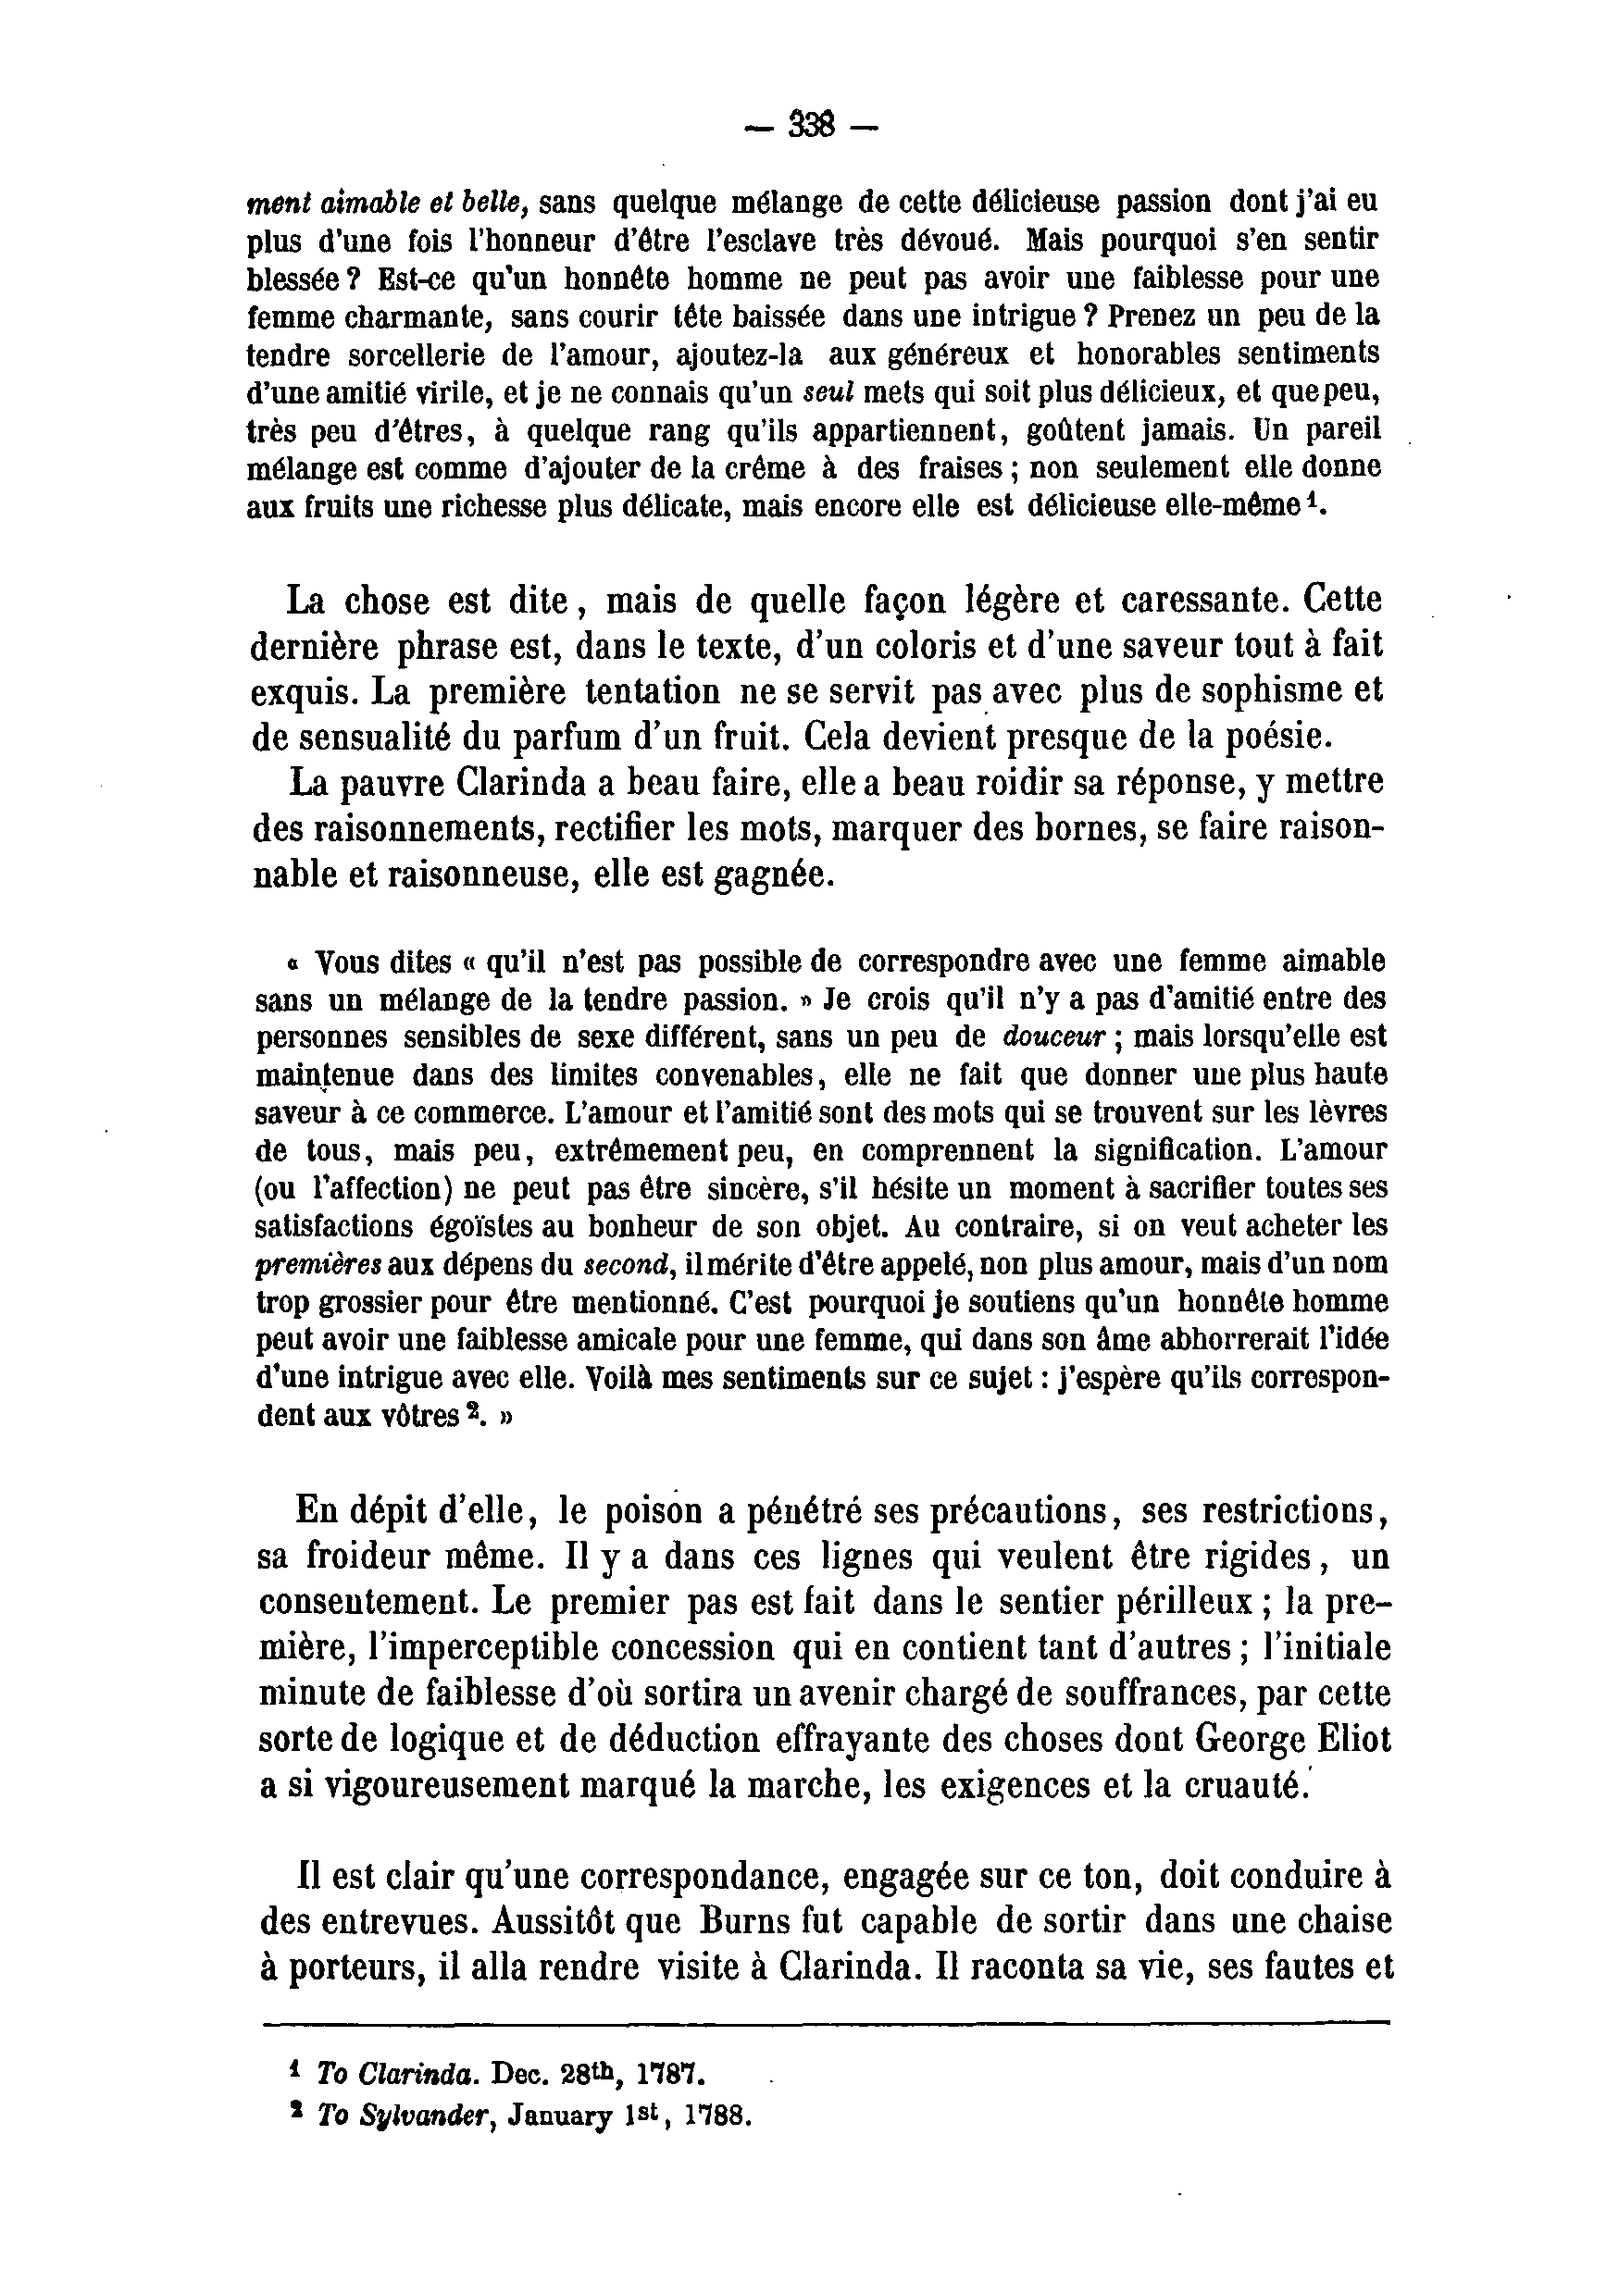 — 338 —
ment aimable et belle, sans quelque mélange de cette délicieuse passion dont j'ai eu
plus d'une fois l'honneur d'être l'esclave très dévoué. Mais pourquoi s'en sentir
blessée ? Est-ce qu'un honnête homme ne peut pas avoir une faiblesse pour une
femme charmante, sans courir tête baissée dans une intrigue ? Prenez un peu de la
tendre sorcellerie de l'amour, ajoutez-la aux généreux et honorables sentiments
d'une amitié virile, et je ne connais qu'un seul mets qui soit plus délicieux, et que peu,
très peu d'êtres, à quelque rang qu'ils appartiennent, goûtent jamais. Un pareil
mélange est comme d'ajouter de la crême à des fraises ; non seulement elle donne
aux fruits une richesse plus délicate, mais encore elle est délicieuse elle-même ¹.
La chose est dite, mais de quelle façon légère et caressante. Cette
dernière phrase est, dans le texte, d'un coloris et d'une saveur tout à fait
exquis. La première tentation ne se servit pas avec plus de sophisme et
de sensualité du parfum d'un fruit. Cela devient presque de la poésie.
La pauvre Clarinda a beau faire, elle a beau roidir sa réponse, y mettre
des raisonnements, rectifier les mots, marquer des bornes, se faire raison-
nable et raisonneuse, elle est gagnée.
« Vous dites « qu'il n'est pas possible de correspondre avec une femme aimable
sans un mélange de la tendre passion. » Je crois qu'il n'y a pas d'amitié entre des
personnes sensibles de sexe différent, sans un peu de douceur ; mais lorsqu'elle est
maintenue dans des limites convenables, elle ne fait que donner une plus haute
saveur à ce commerce. L'amour et l'amitié sont des mots qui se trouvent sur les lèvres
de tous, mais peu, extrêmement peu, en comprennent la signification. L'amour
(ou l'affection) ne peut pas être sincère, s'il hésite un moment à sacrifier toutes ses
satisfactions égoïstes au bonheur de son objet. Au contraire, si on veut acheter les
premières aux dépens du second, il mérite d'être appelé, non plus amour, mais d'un nom
trop grossier pour être mentionné. C'est pourquoi je soutiens qu'un honnête homme
peut avoir une faiblesse amicale pour une femme, qui dans son âme abhorrerait l'idée
d'une intrigue avec elle. Voilà mes sentiments sur ce sujet : j'espère qu'ils correspon-
dent aux vôtres ². »
En dépit d'elle, le poison a pénétré ses précautions, ses restrictions,
sa froideur même. Il y a dans ces lignes qui veulent être rigides, un
consentement. Le premier pas est fait dans le sentier périlleux ; la pre-
mière, l'imperceptible concession qui en contient tant d'autres ; l'initiale
minute de faiblesse d'où sortira un avenir chargé de souffrances, par cette
sorte de logique et de déduction effrayante des choses dont George Eliot
a si vigoureusement marqué la marche, les exigences et la cruauté.
Il est clair qu'une correspondance, engagée sur ce ton, doit conduire à
des entrevues. Aussitôt que Burns fut capable de sortir dans une chaise
à porteurs, il alla rendre visite à Clarinda. Il raconta sa vie, ses fautes et
¹ To Clarinda. Dec. 28th, 1787.
² To Sylvander, January 1st, 1788.